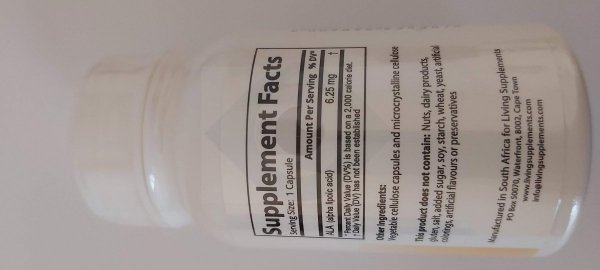 Supplement Facts
Serving Size: 1 Capsule
Amount Per Serving % DV*
ALA (alpha lipoic acid) 6,25 mg †
* Percent Daily Value (DV%) is based on a 2,000 calorie diet.
† Daily Value (DV) has not been established
Other Ingredients:
Vegetable cellulose capsules and microcrystalline cellulose
This product does not contain: Nuts, dairy products,
gluten, salt, added sugar, soy, starch, wheat, yeast, artificial
colorings, artificial flavours or preservatives
Manufactured in South Africa for Living Supplements
PO Box 50070, Waterfront, 8002, Cape Town
www.livingsupplements.com
info@livingsupplements.com